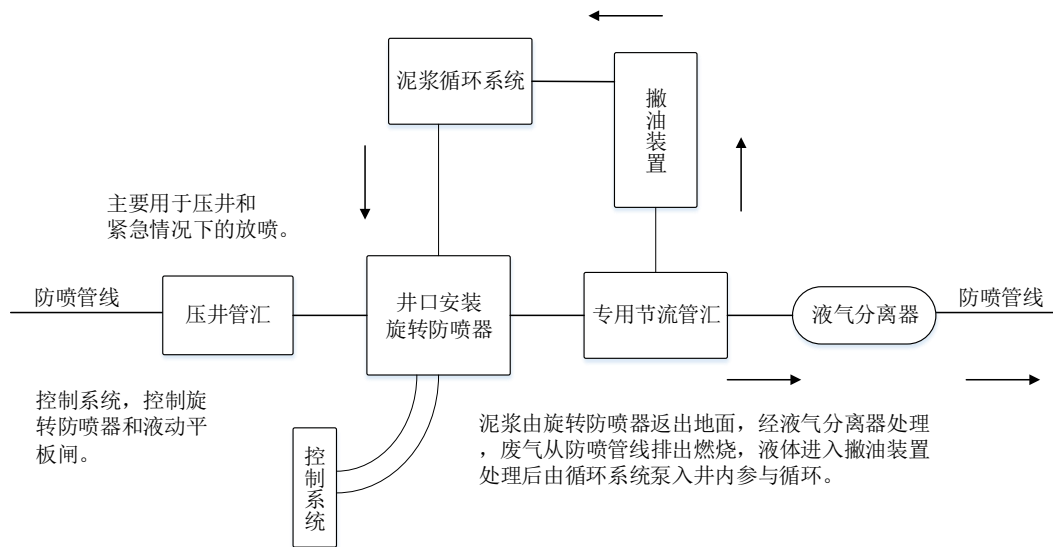 泥浆循环系统
撇油装置
主要用于压井和
紧急情况下的放喷。
防喷管线
压井管汇
井口安装
旋转防喷器
专用节流管汇
液气分离器
防喷管线
控制系统，控制旋
转防喷器和液动平
板闸。
控制系统
泥浆由旋转防喷器返出地面，经液气分离器处理
，废气从防喷管线排出燃烧，液体进入撇油装置
处理后由循环系统泵入井内参与循环。